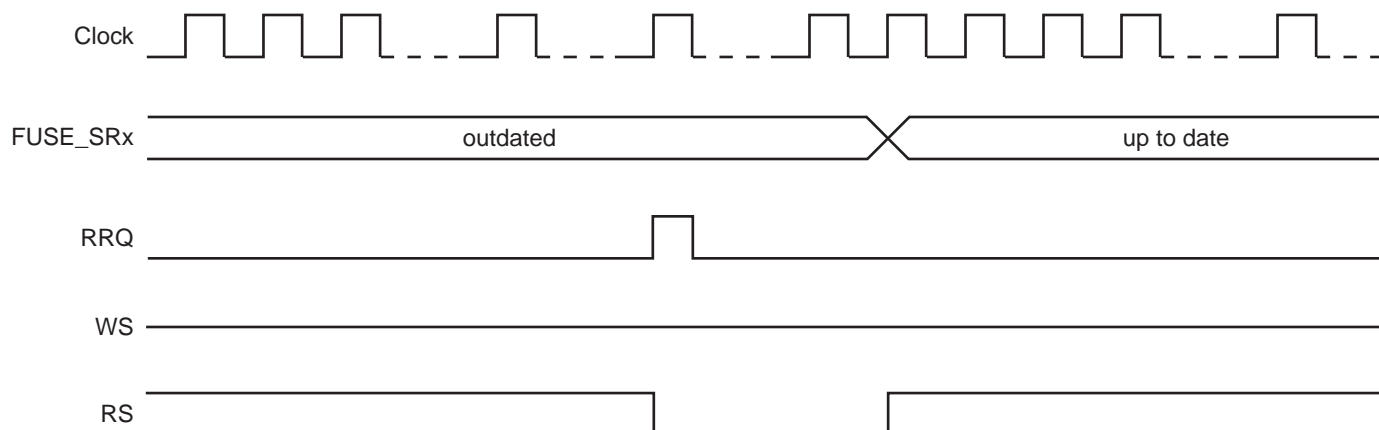 Clock
FUSE_SRx
outdated
up to date
RRQ
WS
RS